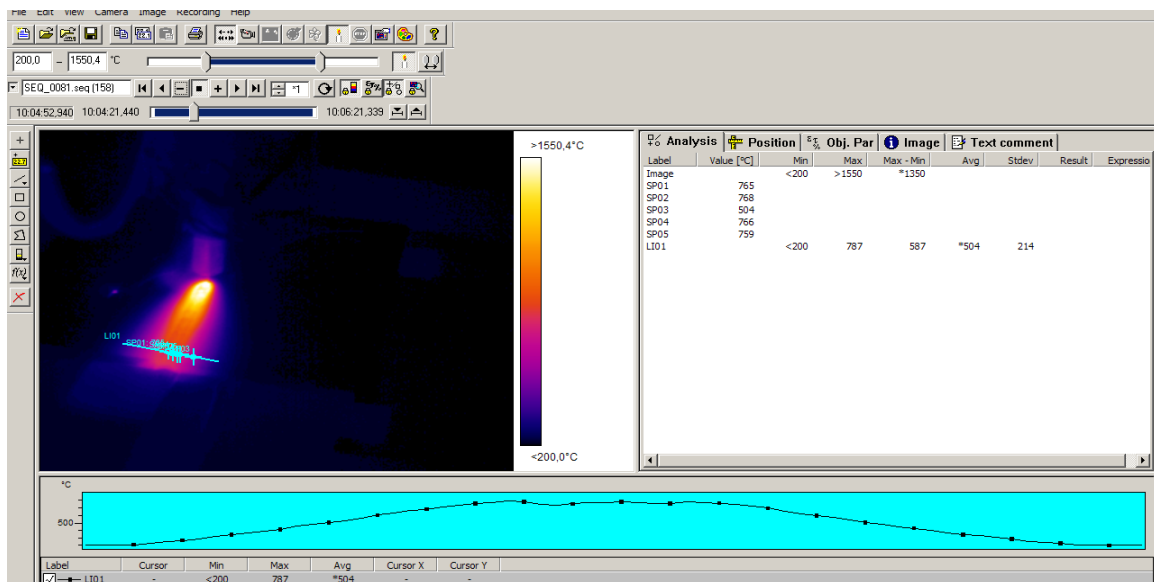 File Edit View Camera Image Recording Help
200,0 – 1550,4 °C
SEQ_0081.seq (158)
10:04:52,940 10:04:21,440 10:06:21,339
>1550,4°C
<200,0°C
LI01
Analysis Position Obj. Par Image Text comment
Label Value [°C] Min Max Max - Min Avg Stdev Result Expressio
Image <200 >1550 *1350
SP01 765
SP02 768
SP03 504
SP04 766
SP05 759
LI01 <200 787 587 *504 214
°C
500
Label Cursor Min Max Avg Cursor X Cursor Y
LI01 - <200 787 *504 - -